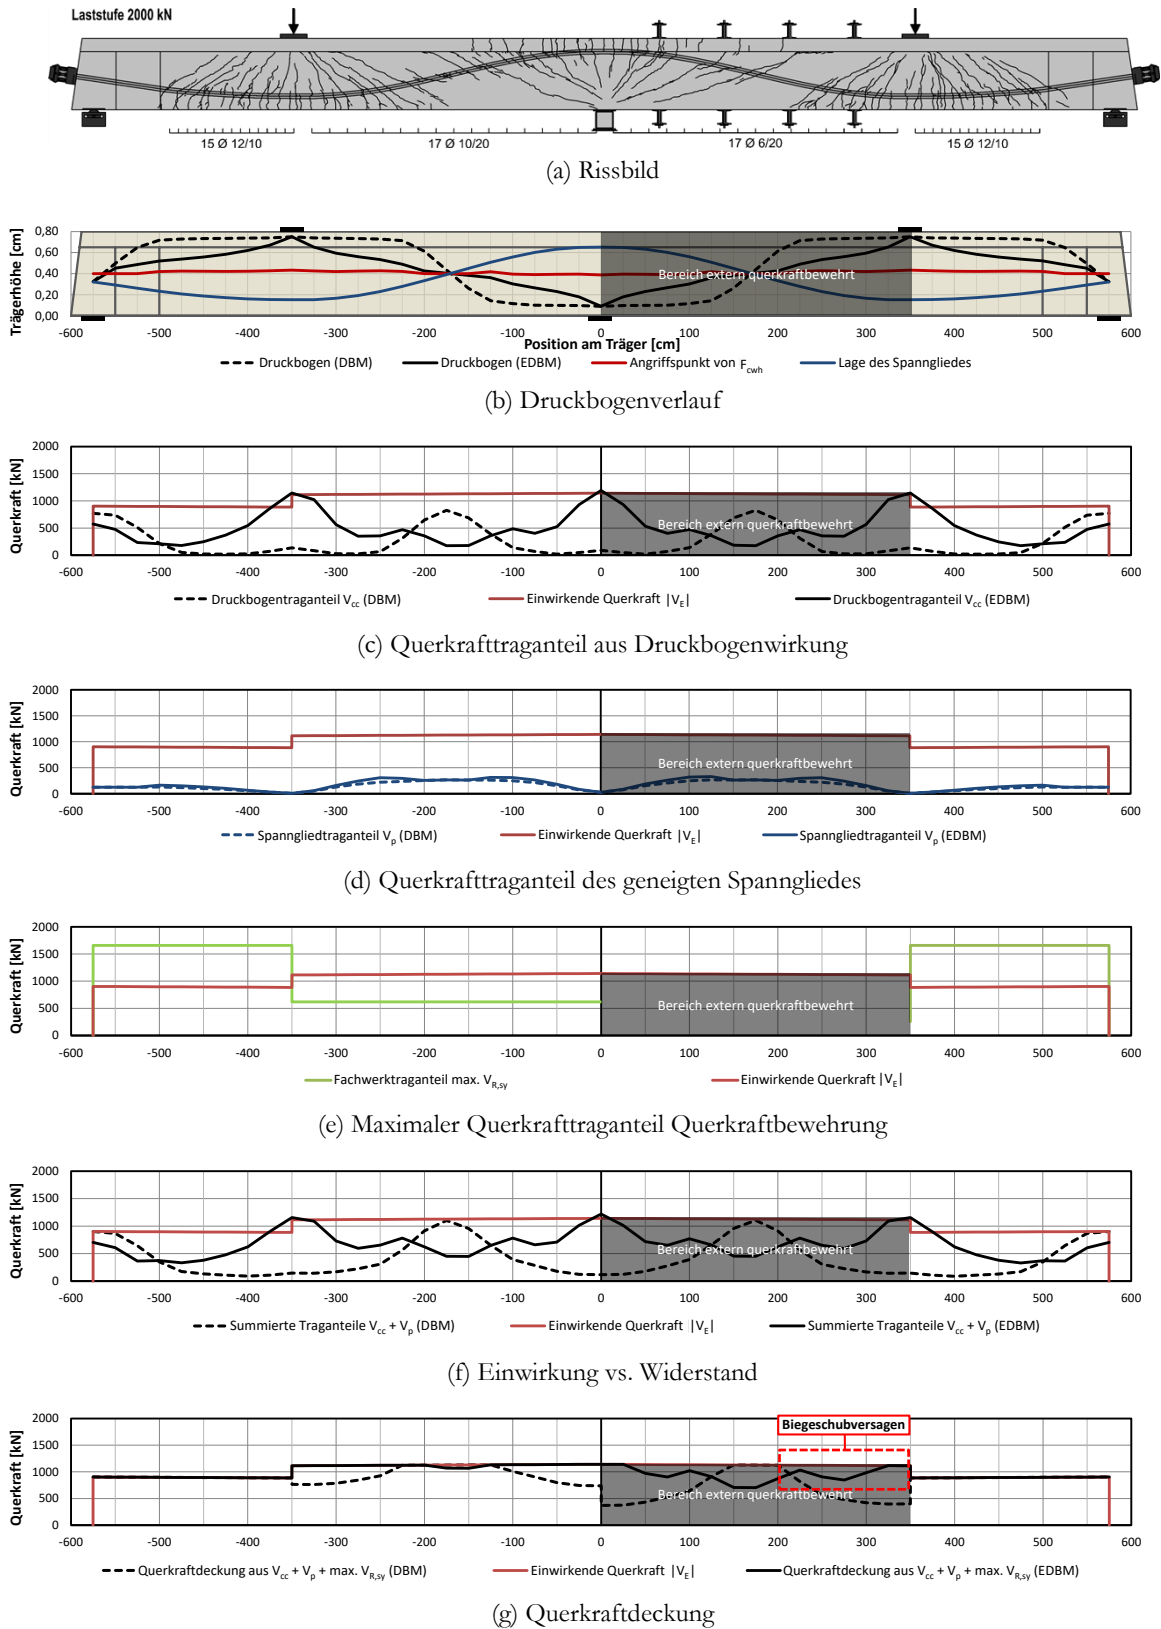 Laststufe 2000 kN
15 Ø 12/10
17 Ø 10/20
17 Ø 6/20
15 Ø 12/10
(a) Rissbild
Trägerhöhe [cm]
0,80
0,60
0,40
0,20
0,00
Bereich extern querkraftbewehrt
-600 -500 -400 -300 -200 -100 0 100 200 300 400 500 600
Position am Träger [cm]
Druckbogen (DBM) Druckbogen (EDBM) Angriffspunkt von F_cwh Lage des Spanngliedes
(b) Druckbogenverlauf
Querkraft [kN]
2000
1500
1000
500
0
Bereich extern querkraftbewehrt
-600 -500 -400 -300 -200 -100 0 100 200 300 400 500 600
Druckbogentraganteil V_cc (DBM) Einwirkende Querkraft |V_E| Druckbogentraganteil V_cc (EDBM)
(c) Querkrafttraganteil aus Druckbogenwirkung
Querkraft [kN]
2000
1500
1000
500
0
Bereich extern querkraftbewehrt
-600 -500 -400 -300 -200 -100 0 100 200 300 400 500 600
Spanngliedtraganteil V_p (DBM) Einwirkende Querkraft |V_E| Spanngliedtraganteil V_p (EDBM)
(d) Querkrafttraganteil des geneigten Spanngliedes
Querkraft [kN]
2000
1500
1000
500
0
Bereich extern querkraftbewehrt
-600 -500 -400 -300 -200 -100 0 100 200 300 400 500 600
Fachwerktraganteil max. V_R,sy Einwirkende Querkraft |V_E|
(e) Maximaler Querkrafttraganteil Querkraftbewehrung
Querkraft [kN]
2000
1500
1000
500
0
Bereich extern querkraftbewehrt
-600 -500 -400 -300 -200 -100 0 100 200 300 400 500 600
Summierte Traganteile V_cc + V_p (DBM) Einwirkende Querkraft |V_E| Summierte Traganteile V_cc + V_p (EDBM)
(f) Einwirkung vs. Widerstand
Querkraft [kN]
2000
1500
1000
500
0
Biegeschubversagen
Bereich extern querkraftbewehrt
-600 -500 -400 -300 -200 -100 0 100 200 300 400 500 600
Querkraftdeckung aus V_cc + V_p + max. V_R,sy (DBM) Einwirkende Querkraft |V_E| Querkraftdeckung aus V_cc + V_p + max. V_R,sy (EDBM)
(g) Querkraftdeckung